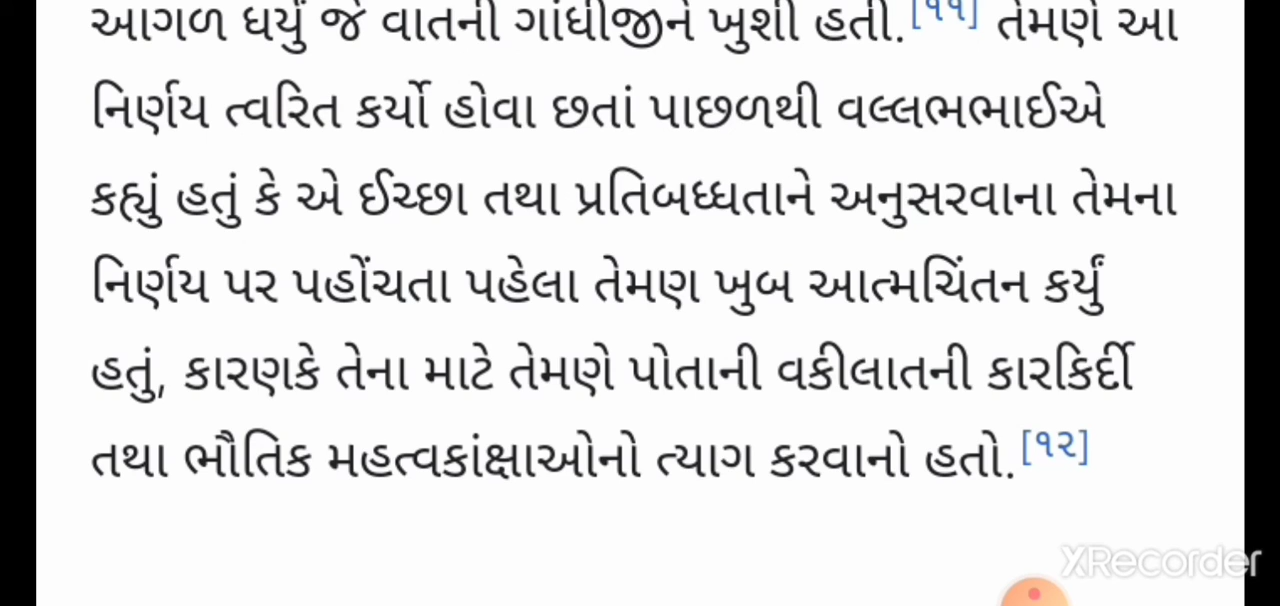 આગળ ધર્યું જે વાતની ગાંધીજીને ખુશી હતી.[૧૧] તેમણે આ
નિર્ણય ત્વરિત કર્યો હોવા છતાં પાછળથી વલ્લભભાઈએ
કહ્યું હતું કે એ ઈચ્છા તથા પ્રતિબધ્ધતાને અનુસરવાના તેમના
નિર્ણય પર પહોંચતા પહેલા તેમણ ખુબ આત્મચિંતન કર્યું
હતું, કારણકે તેના માટે તેમણે પોતાની વકીલાતની કારકિર્દી
તથા ભૌતિક મહત્વકાંક્ષાઓનો ત્યાગ કરવાનો હતો.[૧૨]
XRecorder